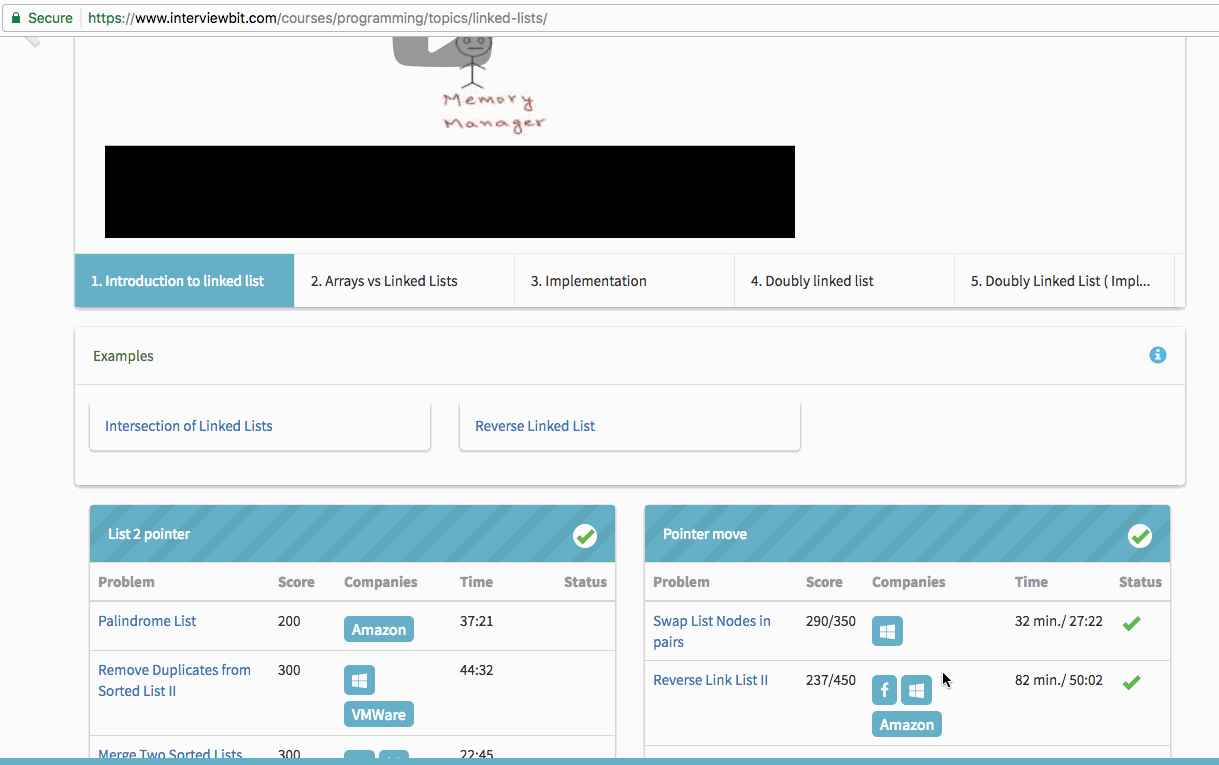 Secure https://www.interviewbit.com/courses/programming/topics/linked-lists/
Memory
Manager
1. Introduction to linked list 2. Arrays vs Linked Lists 3. Implementation 4. Doubly linked list 5. Doubly Linked List ( Impl...
Examples
Intersection of Linked Lists Reverse Linked List
List 2 pointer
Problem Score Companies Time Status
Palindrome List 200 Amazon 37:21
Remove Duplicates from 300 44:32
Sorted List II
VMWare
Merge Two Sorted Lists 300 22:45
Pointer move
Problem Score Companies Time Status
Swap List Nodes in 290/350 32 min./ 27:22
pairs
Reverse Link List II 237/450 82 min./ 50:02
Amazon